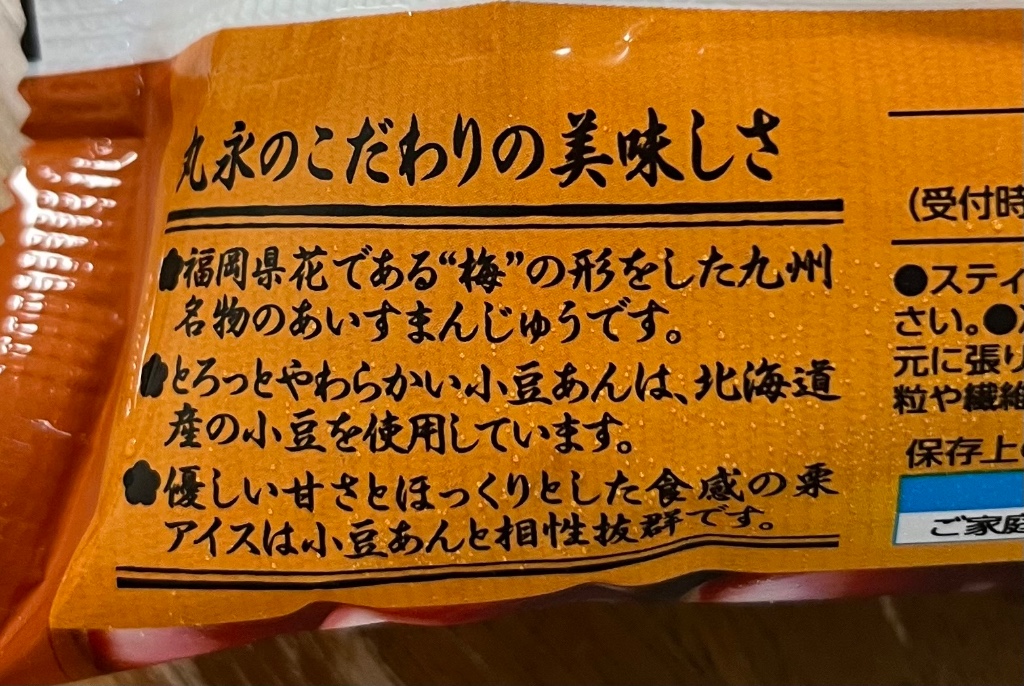 丸永のこだわりの美味しさ
●福岡県花である“梅”の形をした九州
名物のあいすまんじゅうです。
●とろっとやわらかい小豆あんは、北海道
産の小豆を使用しています。
●優しい甘さとほっくりとした食感の栗
アイスは小豆あんと相性抜群です。
(受付時
●スティ
さい。●
元に張り
粒や繊維
保存上
ご家庭